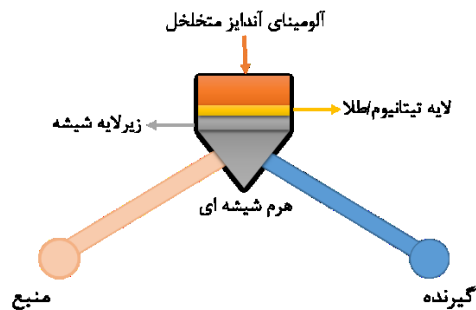 آلومینای آندایز متخلخل
لایه تیتانیوم/طلا
زیرلایه شیشه
هرم شیشه ای
گیرنده
منبع